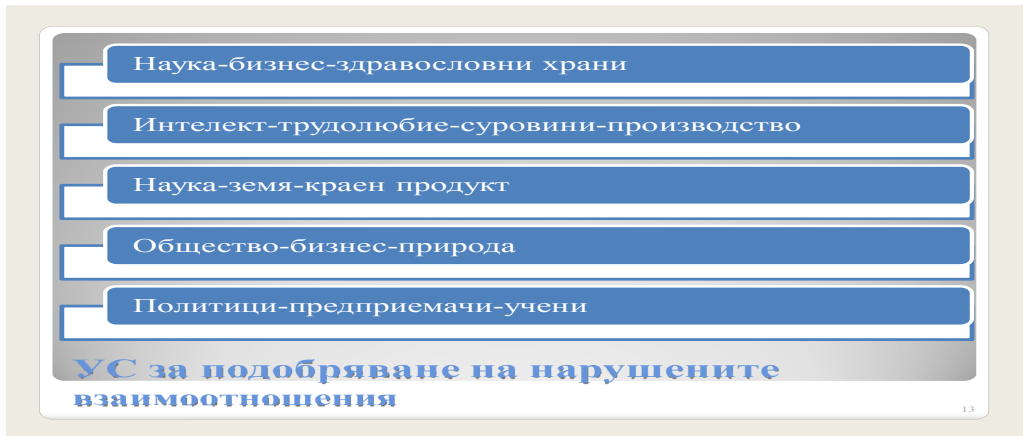 Наука-бизнес-здравословни храни
Интелект-трудолюбие-суровини-производство
Наука-земя-краен продукт
Общество-бизнес-природа
Политици-предприемачи-учени
УС за подобряване на нарушените
взаимоотношения
13